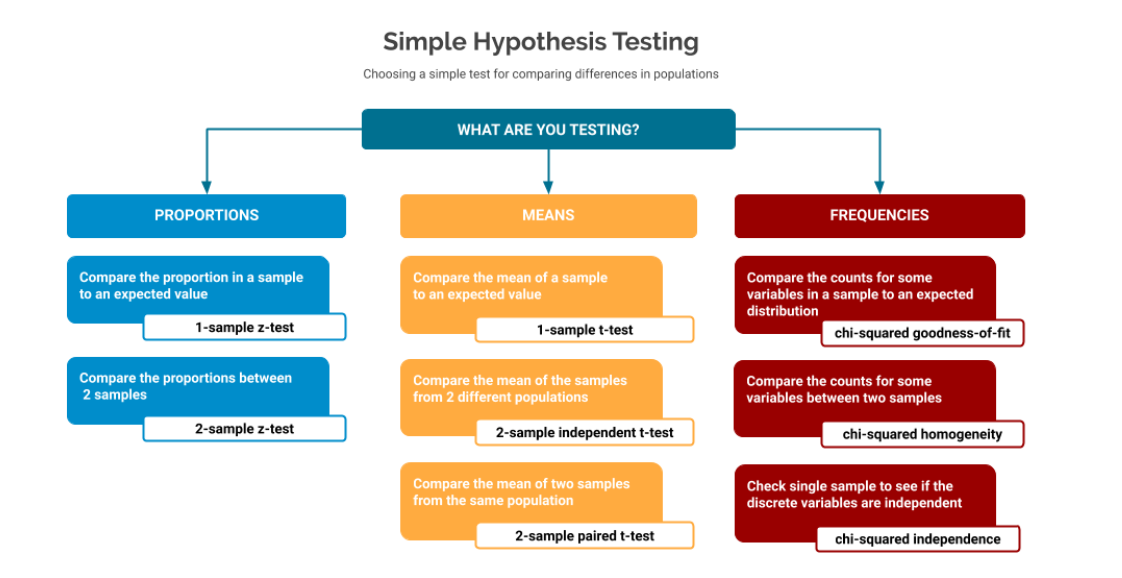 Simple Hypothesis Testing
Choosing a simple test for comparing differences in populations
WHAT ARE YOU TESTING?
PROPORTIONS
Compare the proportion in a sample
to an expected value
1-sample z-test
Compare the proportions between
2 samples
2-sample z-test
MEANS
Compare the mean of a sample
to an expected value
1-sample t-test
Compare the mean of the samples
from 2 different populations
2-sample independent t-test
Compare the mean of two samples
from the same population
2-sample paired t-test
FREQUENCIES
Compare the counts for some
variables in a sample to an expected
distribution
chi-squared goodness-of-fit
Compare the counts for some
variables between two samples
chi-squared homogeneity
Check single sample to see if the
discrete variables are independent
chi-squared independence